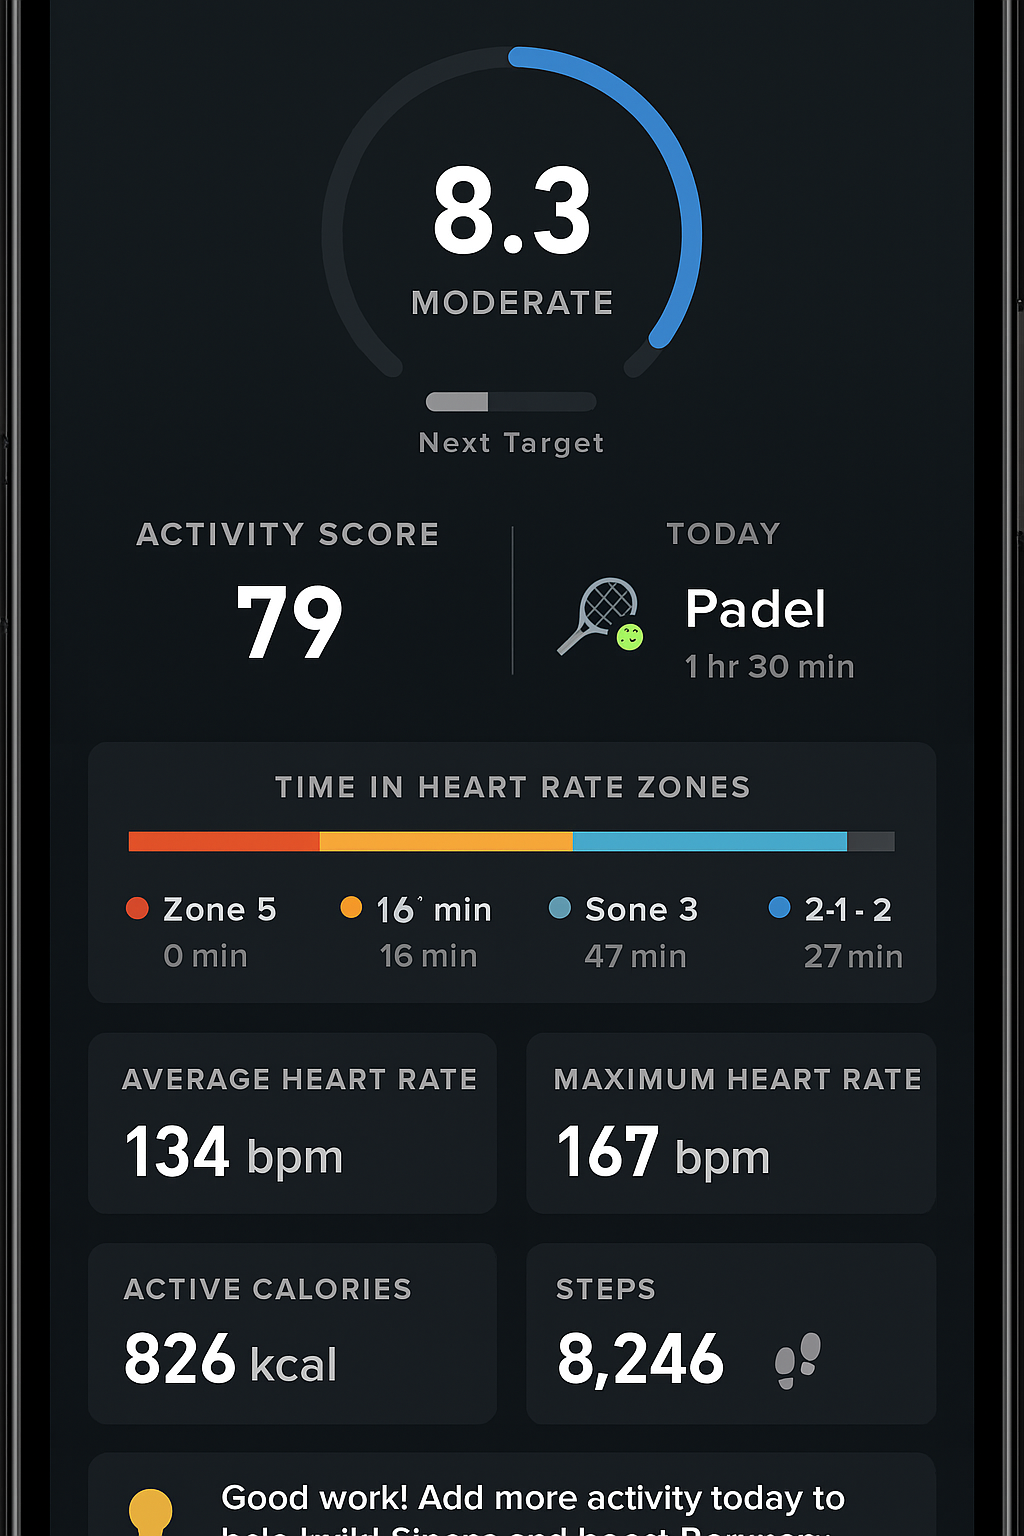 8.3
MODERATE
Next Target
ACTIVITY SCORE
79
TODAY
Padel
1 hr 30 min
TIME IN HEART RATE ZONES
Zone 5
0 min
16 min
16 min
Sone 3
47 min
2-1 - 2
27 min
AVERAGE HEART RATE
134 bpm
MAXIMUM HEART RATE
167 bpm
ACTIVE CALORIES
826 kcal
STEPS
8,246
Good work! Add more activity today to
and boost